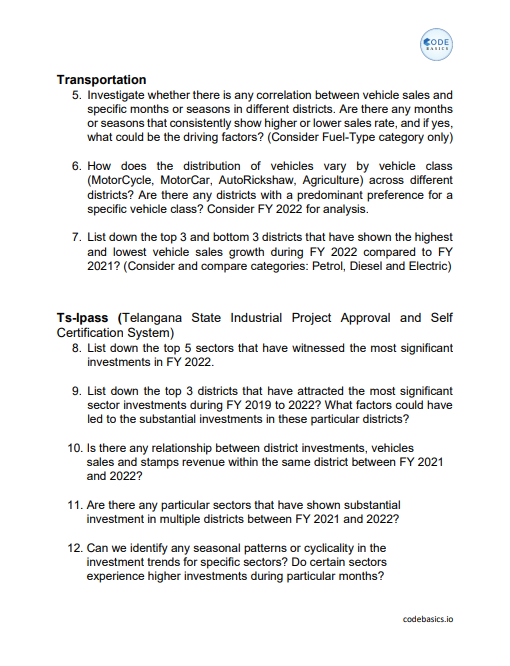 CODE
BASICS
Transportation
5. Investigate whether there is any correlation between vehicle sales and
specific months or seasons in different districts. Are there any months
or seasons that consistently show higher or lower sales rate, and if yes,
what could be the driving factors? (Consider Fuel-Type category only)
6. How does the distribution of vehicles vary by vehicle class
(MotorCycle, MotorCar, AutoRickshaw, Agriculture) across different
districts? Are there any districts with a predominant preference for a
specific vehicle class? Consider FY 2022 for analysis.
7. List down the top 3 and bottom 3 districts that have shown the highest
and lowest vehicle sales growth during FY 2022 compared to FY
2021? (Consider and compare categories: Petrol, Diesel and Electric)
Ts-Ipass (Telangana State Industrial Project Approval and Self
Certification System)
8. List down the top 5 sectors that have witnessed the most significant
investments in FY 2022.
9. List down the top 3 districts that have attracted the most significant
sector investments during FY 2019 to 2022? What factors could have
led to the substantial investments in these particular districts?
10. Is there any relationship between district investments, vehicles
sales and stamps revenue within the same district between FY 2021
and 2022?
11. Are there any particular sectors that have shown substantial
investment in multiple districts between FY 2021 and 2022?
12. Can we identify any seasonal patterns or cyclicality in the
investment trends for specific sectors? Do certain sectors
experience higher investments during particular months?
codebasics.io